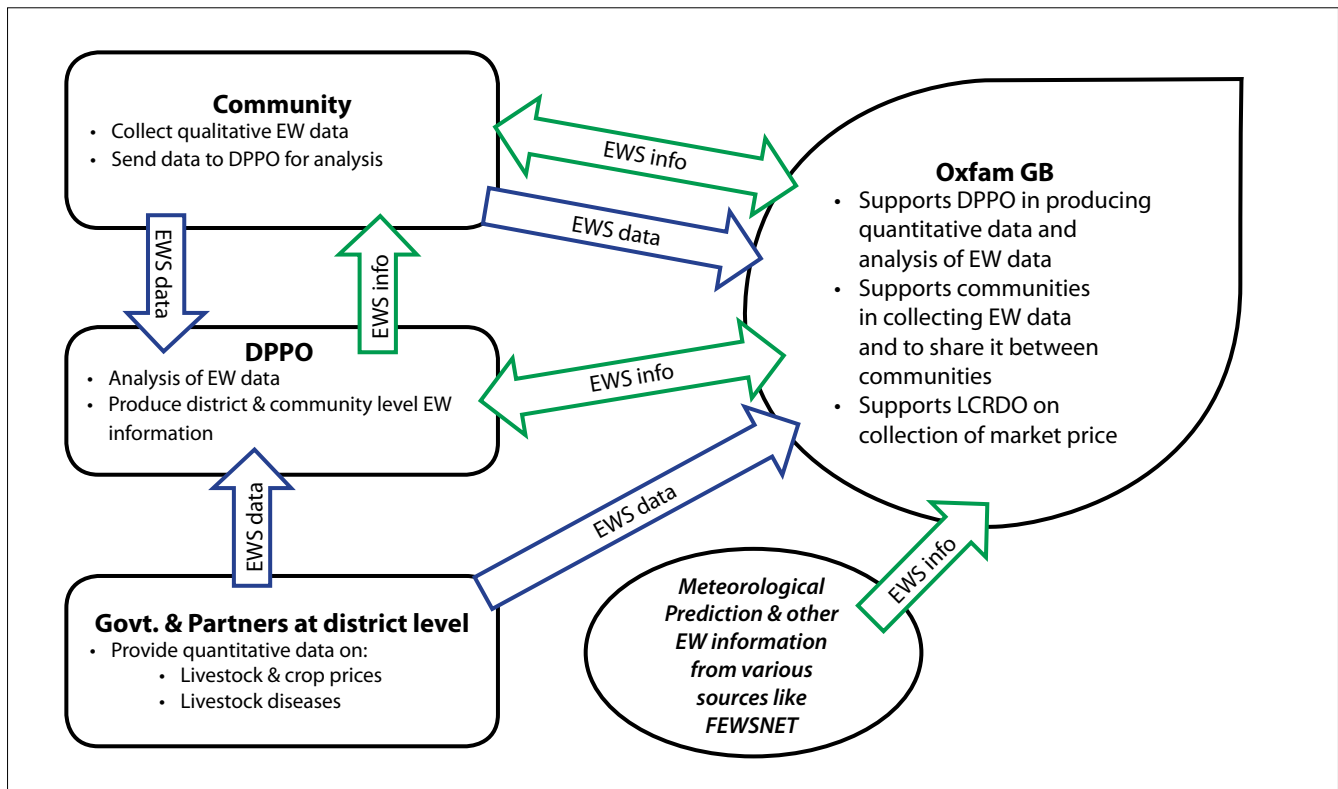 Community
• Collect qualitative EW data
• Send data to DPPO for analysis
EWS info
EWS data
EWS data
EWS info
DPPO
• Analysis of EW data
• Produce district & community level EW
information
EWS info
EWS data
EWS data
Govt. & Partners at district level
• Provide quantitative data on:
• Livestock & crop prices
• Livestock diseases
Oxfam GB
• Supports DPPO in producing
quantitative data and
analysis of EW data
• Supports communities
in collecting EW data
and to share it between
communities
• Supports LCRDO on
collection of market price
EWS info
Meteorological
Prediction & other
EW information
from various
sources like
FEWSNET